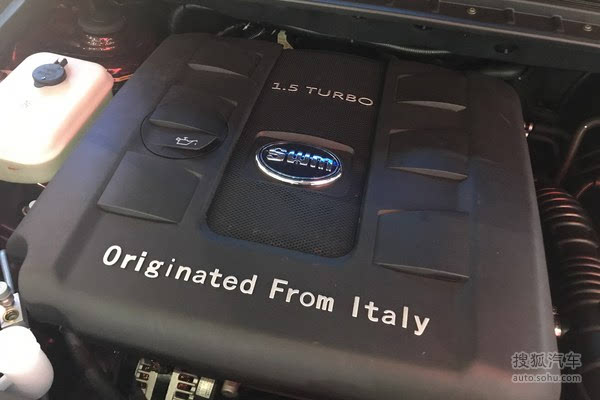 1.5 TURBO
SWM
Originated From Italy
搜狐汽车
auto.sohu.com